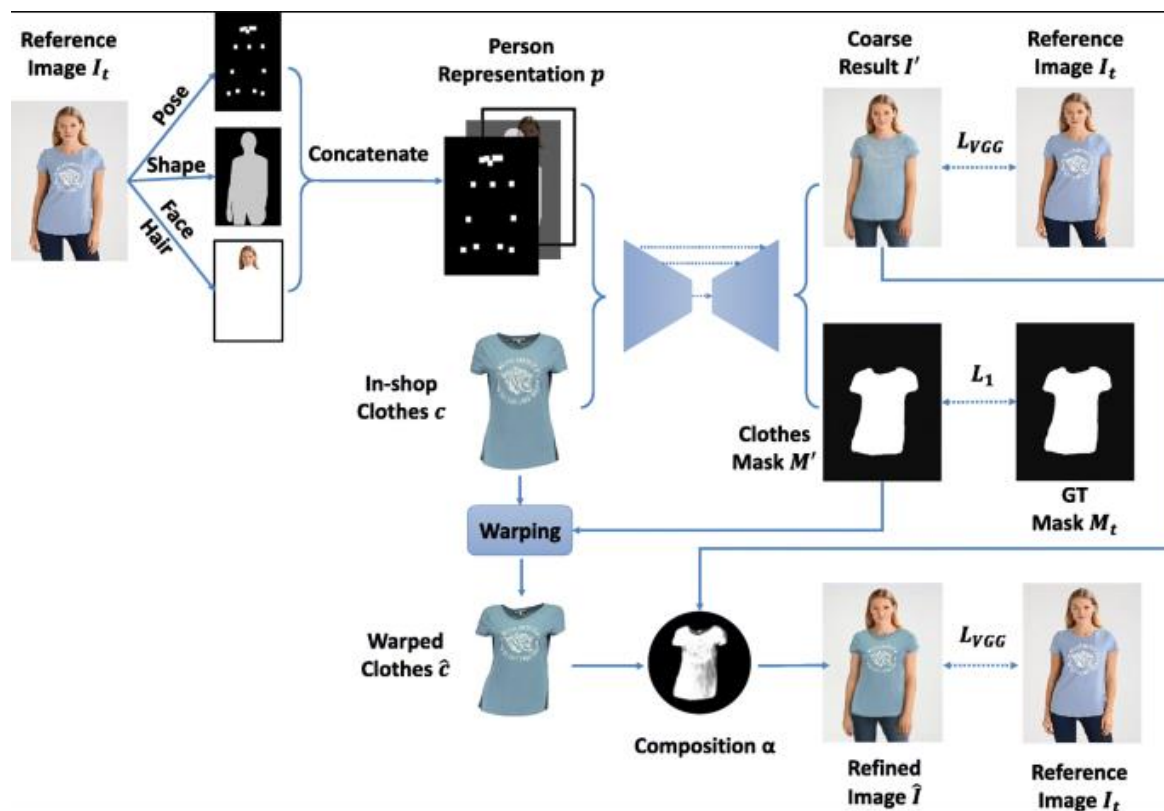 Reference
Image I_t
Pose
Shape
Face
Hair
Concatenate
Person
Representation p
In-shop
Clothes c
Coarse
Result I'
Reference
Image I_t
L_VGG
Clothes
Mask M'
L_1
GT
Mask M_t
Warping
Warped
Clothes ĉ
Composition α
Refined
Image Î
L_VGG
Reference
Image I_t